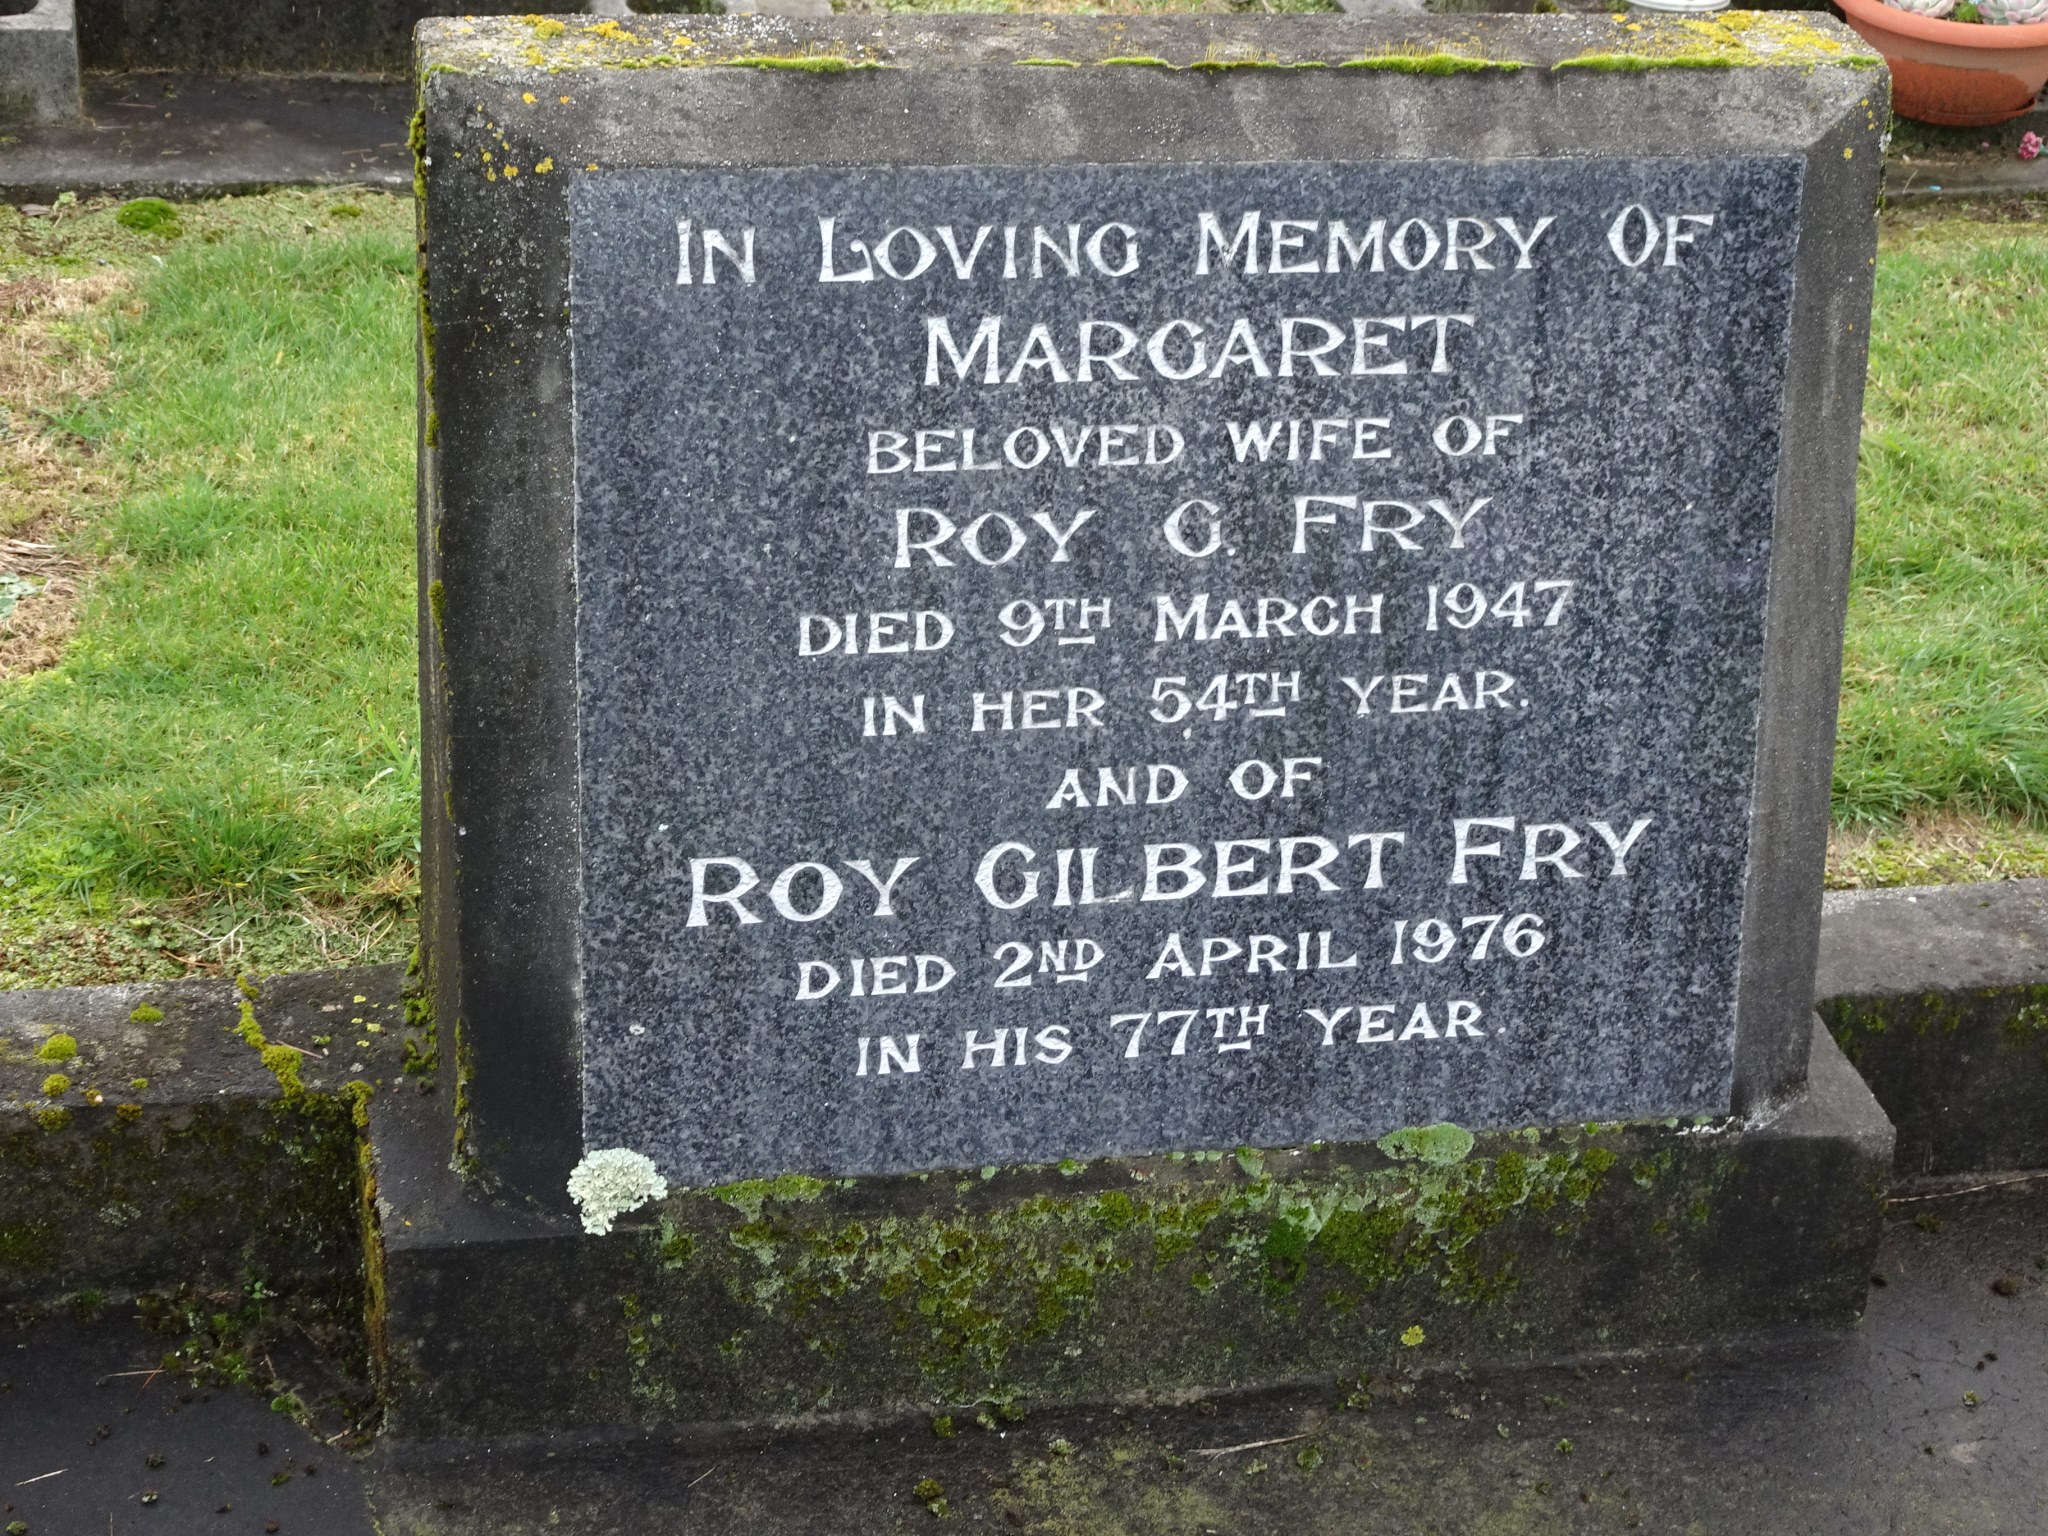 In Loving Memory Of
Margaret
BELOVED WIFE OF
Roy G. Fry
DIED 9TH MARCH 1947
IN HER 54TH YEAR.
AND OF
Roy Gilbert Fry
DIED 2ND APRIL 1976
IN HIS 77TH YEAR.